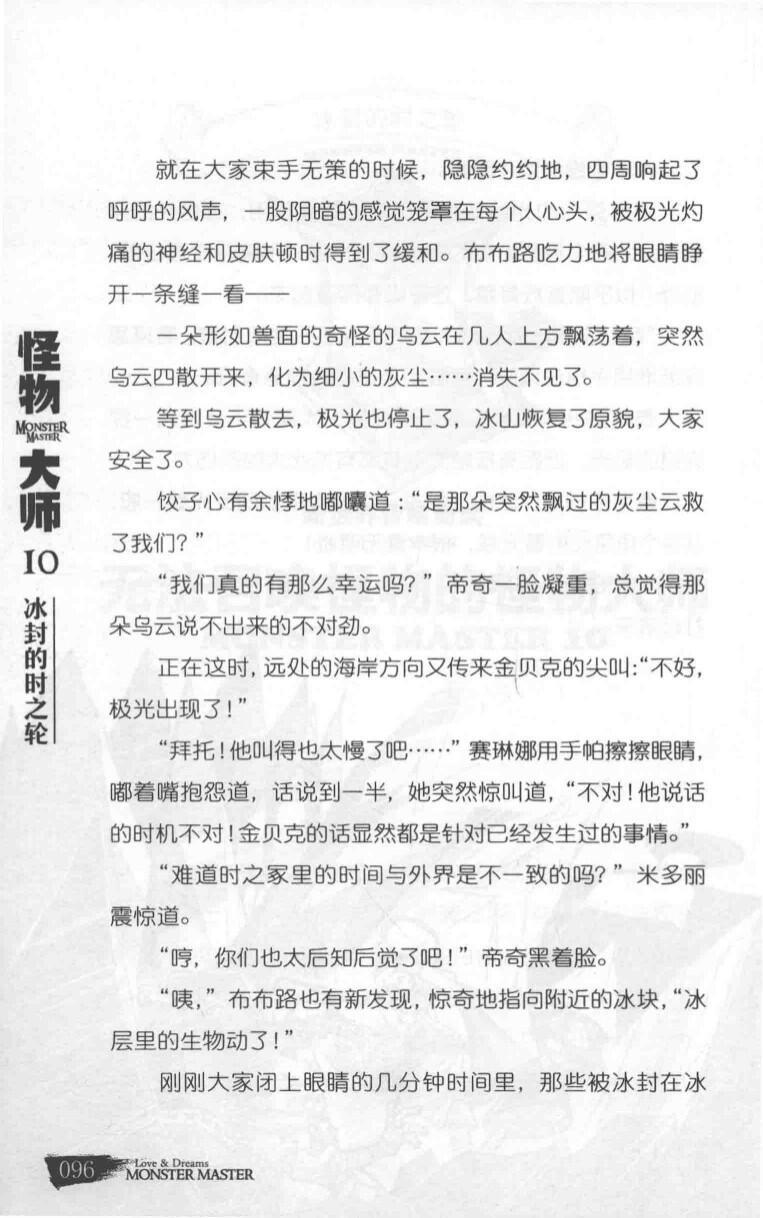 就在大家束手无策的时候，隐隐约约地，四周响起了
呼呼的风声，一股阴暗的感觉笼罩在每个人心头，被极光灼
痛的神经和皮肤顿时得到了缓和。布布路吃力地将眼睛睁
开一条缝一看——
一朵形如兽面的奇怪的乌云在几人上方飘荡着，突然
乌云四散开来，化为细小的灰尘……消失不见了。
等到乌云散去，极光也停止了，冰山恢复了原貌，大家
安全了。
饺子心有余悸地嘟囔道：“是那朵突然飘过的灰尘云救
了我们？”
“我们真的有那么幸运吗？”帝奇一脸凝重，总觉得那
朵乌云说不出来的不对劲。
正在这时，远处的海岸方向又传来金贝克的尖叫：“不好，
极光出现了！”
“拜托！他叫得也太慢了吧……”赛琳娜用手帕擦擦眼睛，
嘟着嘴抱怨道，话说到一半，她突然惊叫道，“不对！他说话
的时机不对！金贝克的话显然都是针对已经发生过的事情。”
“难道时之家里的时间与外界是不一致的吗？”米多丽
震惊道。
“哼，你们也太后知后觉了吧！”帝奇黑着脸。
“咦，”布布路也有新发现，惊奇地指向附近的冰块，“冰
层里的生物动了！”
刚刚大家闭上眼睛的几分钟时间里，那些被冰封在冰
怪物
MONSTER
MASTER
大师
10
冰封的时之轮
096
Love & Dreams
MONSTER MASTER